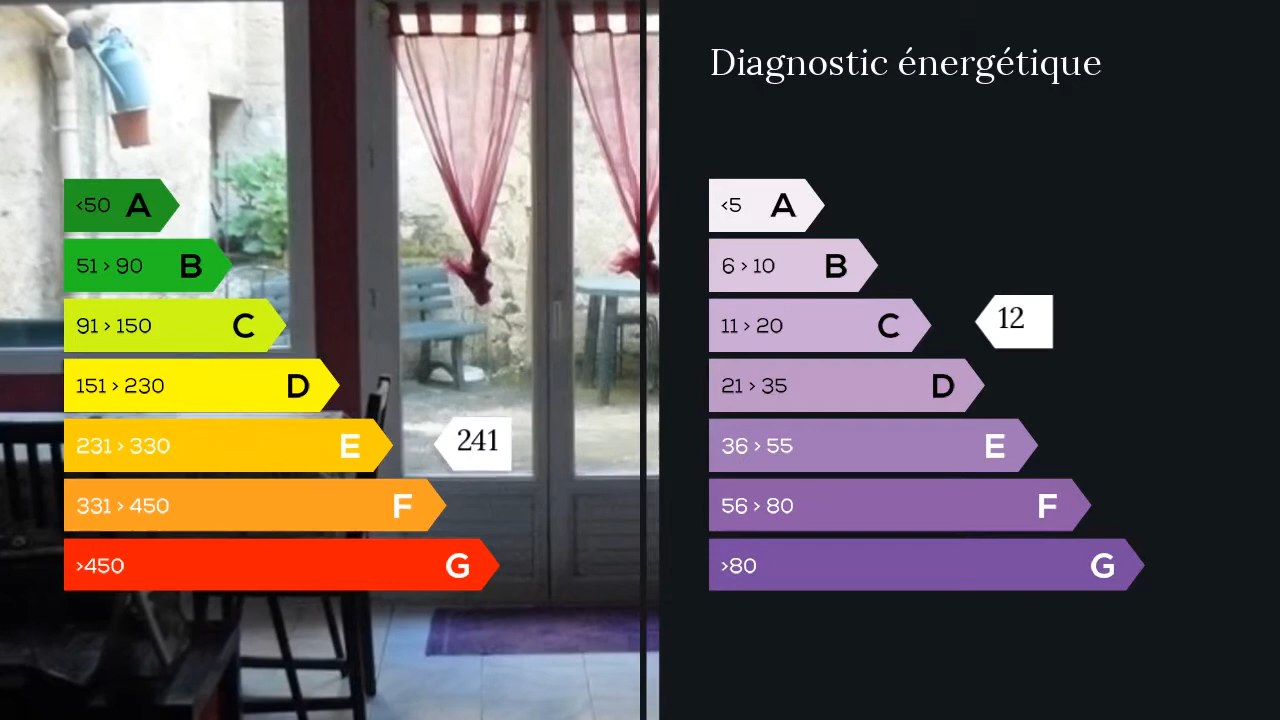 Diagnostic énergétique
<50 A
51 > 90 B
91 > 150 C
151 > 230 D
231 > 330 E
241
331 > 450 F
>450 G
<5 A
6 > 10 B
11 > 20 C
12
21 > 35 D
36 > 55 E
56 > 80 F
>80 G